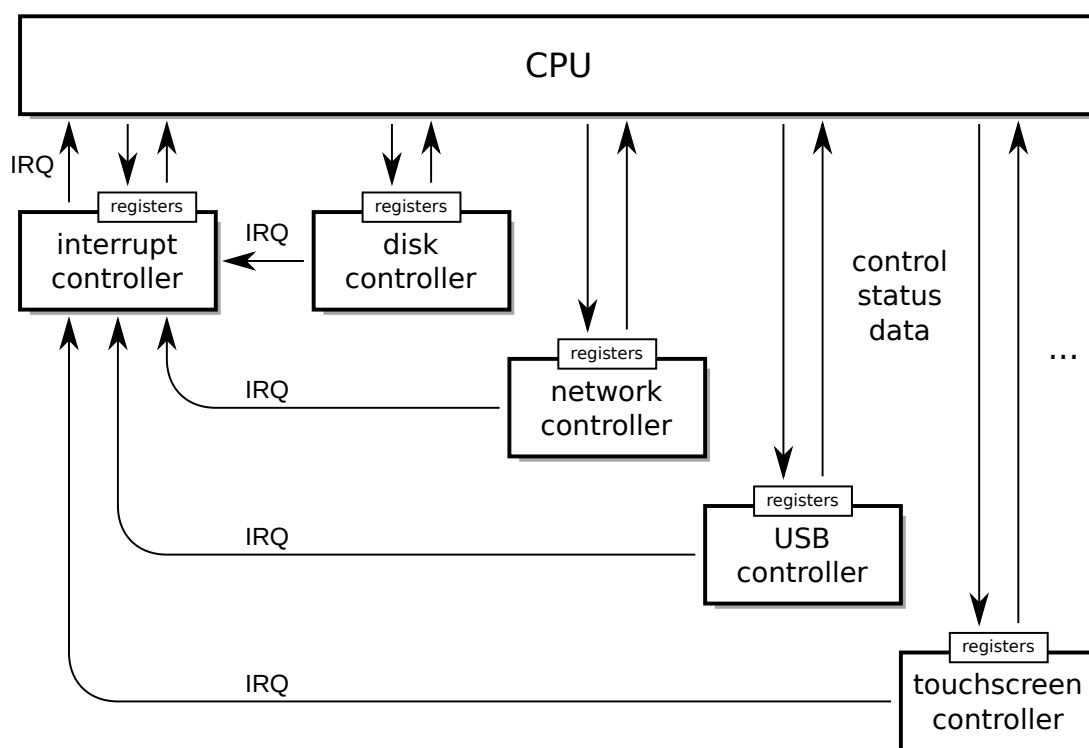 CPU
IRQ
registers
interrupt
controller
IRQ
registers
disk
controller
registers
network
controller
IRQ
control
status
data
...
registers
USB
controller
IRQ
registers
touchscreen
controller
IRQ